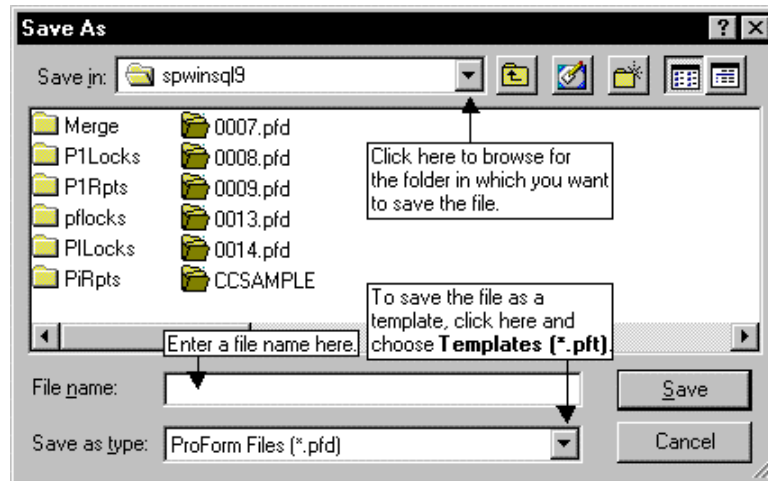 Save As
Save in: spwinsql9
Merge
P1Locks
P1Rpts
pflocks
PILocks
PiRpts
0007.pfd
0008.pfd
0009.pfd
0013.pfd
0014.pfd
CCSAMPLE
Click here to browse for
the folder in which you want
to save the file.
To save the file as a
template, click here and
choose Templates (*.pft).
Enter a file name here.
File name:
Save
Save as type: ProForm Files (*.pfd)
Cancel